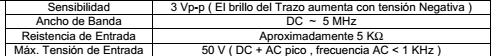 Sensibilidad 3 Vp-p ( El brillo del Trazo aumenta con tensión Negativa )
Ancho de Banda DC ~ 5 MHz
Reistencia de Entrada Aproximadamente 5 KΩ
Máx. Tensión de Entrada 50 V ( DC + AC pico , frecuencia AC < 1 KHz )